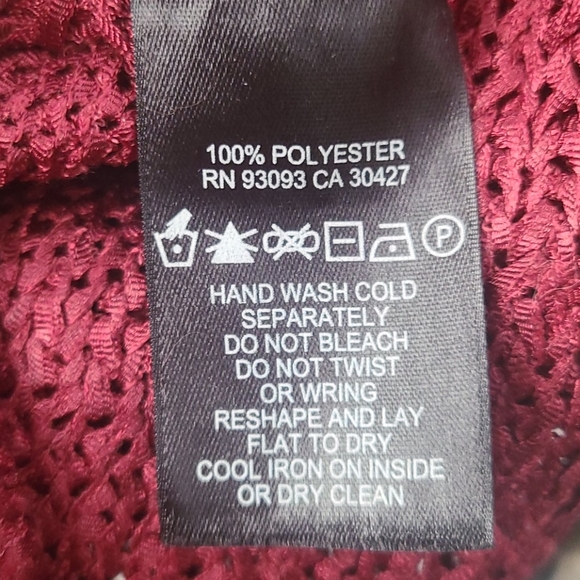 100% POLYESTER
RN 93093 CA 30427
P
HAND WASH COLD
SEPARATELY
DO NOT BLEACH
DO NOT TWIST
OR WRING
RESHAPE AND LAY
FLAT TO DRY
COOL IRON ON INSIDE
OR DRY CLEAN